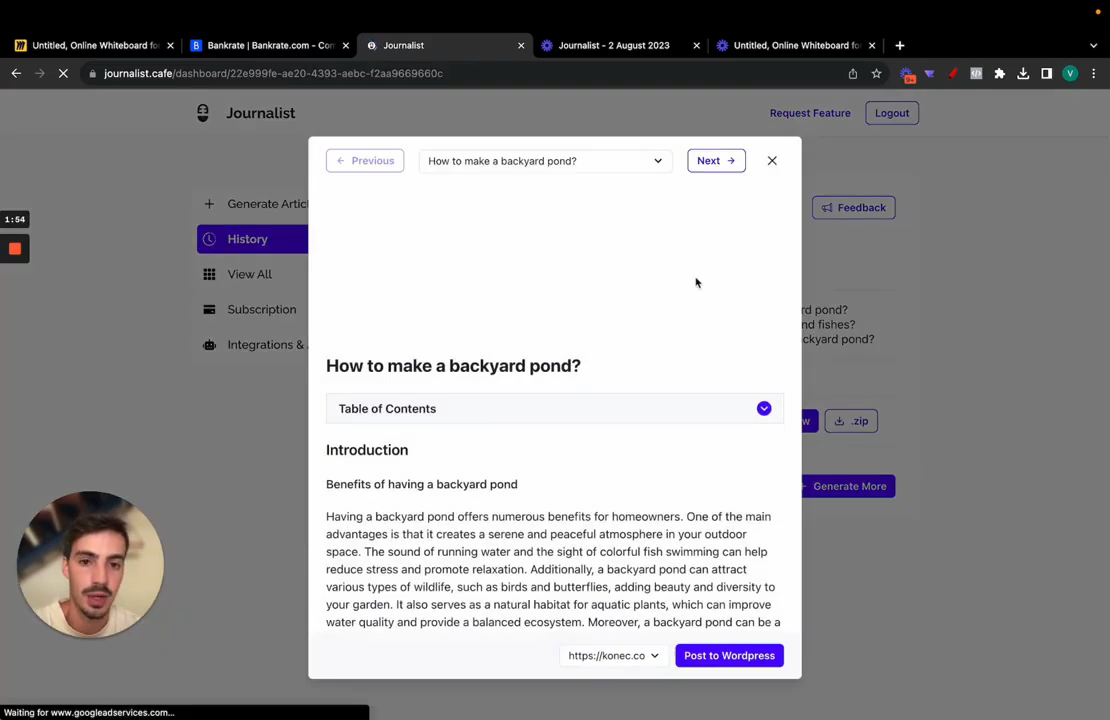 Untitled, Online Whiteboard for
Bankrate | Bankrate.com - Con
Journalist
Journalist - 2 August 2023
Untitled, Online Whiteboard for
journalist.cafe/dashboard/22e999fe-ae20-4393-aebc-f2aa9669660c
9+
V
Journalist
Request Feature
Logout
Previous
How to make a backyard pond?
Next
1:54
Generate Artic
Feedback
History
View All
Subscription
Integrations &
rd pond?
nd fishes?
ckyard pond?
How to make a backyard pond?
Table of Contents
w
.zip
Introduction
Benefits of having a backyard pond
Generate More
Having a backyard pond offers numerous benefits for homeowners. One of the main
advantages is that it creates a serene and peaceful atmosphere in your outdoor
space. The sound of running water and the sight of colorful fish swimming can help
reduce stress and promote relaxation. Additionally, a backyard pond can attract
various types of wildlife, such as birds and butterflies, adding beauty and diversity to
your garden. It also serves as a natural habitat for aquatic plants, which can improve
water quality and provide a balanced ecosystem. Moreover, a backyard pond can be a
https://konec.co
Post to Wordpress
Waiting for www.googleadservices.com...